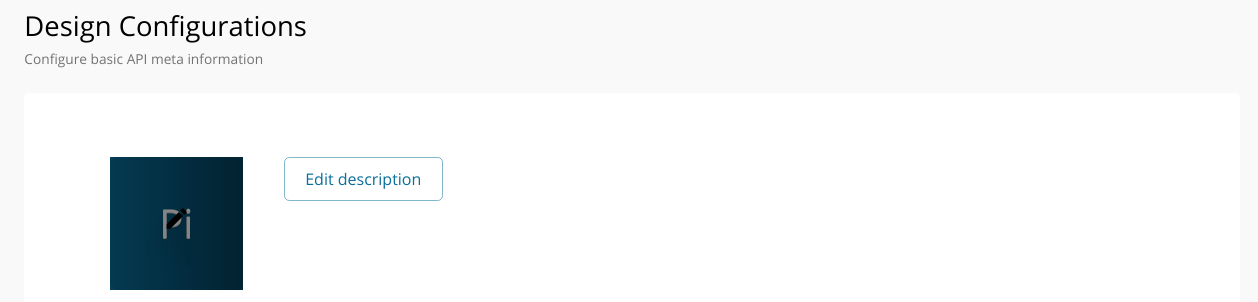 Design Configurations
Configure basic API meta information
Edit description
Pi